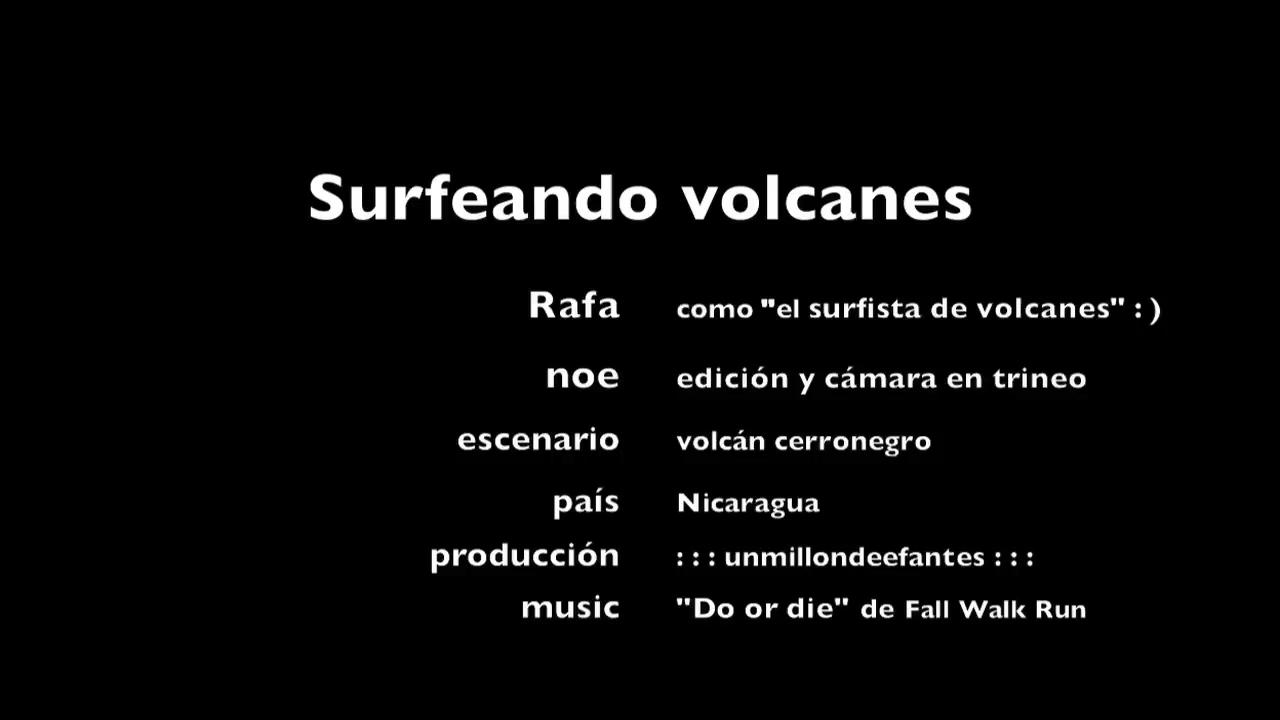 Surfeando volcanes
Rafa como "el surfista de volcanes" : )
noe edición y cámara en trineo
escenario volcán cerronegro
país Nicaragua
producción : : : unmillondeefantes : : :
music "Do or die" de Fall Walk Run